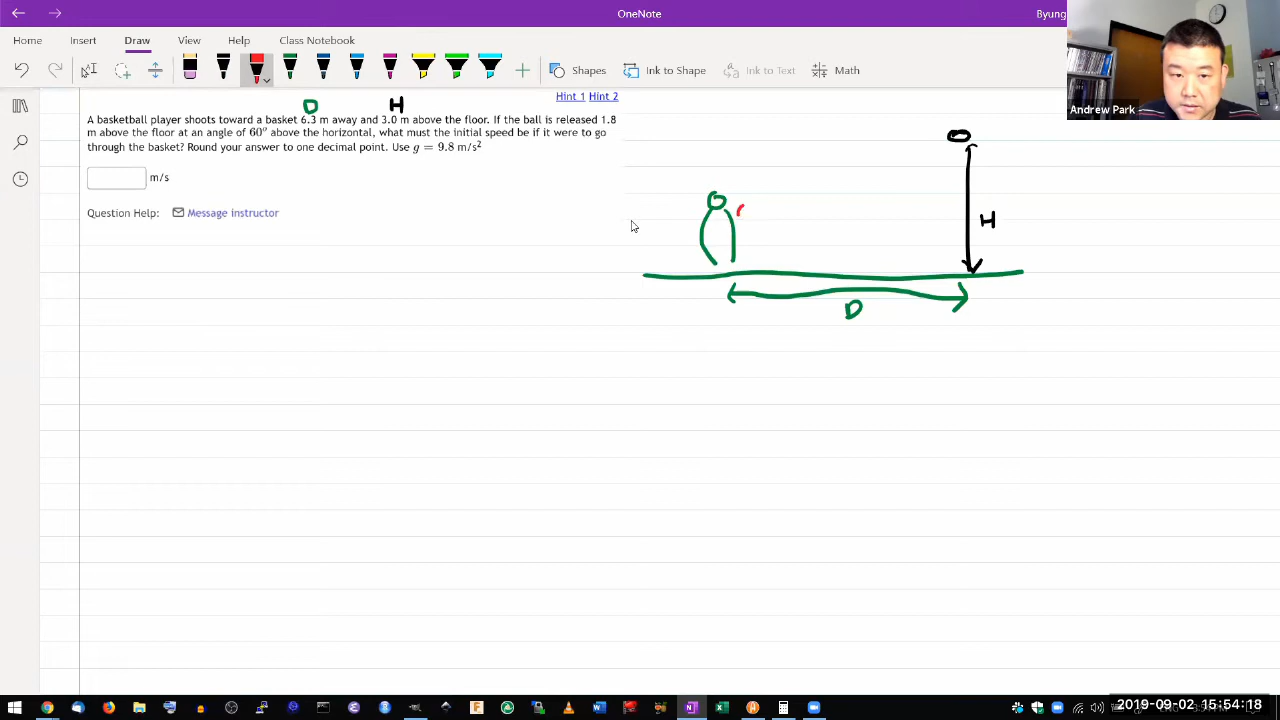 OneNote
Byung
Home Insert Draw View Help Class Notebook
Shapes Ink to Shape Ink to Text Math
Hint 1 Hint 2
D H
A basketball player shoots toward a basket 6.3 m away and 3.0 m above the floor. If the ball is released 1.8
m above the floor at an angle of 60° above the horizontal, what must the initial speed be if it were to go
through the basket? Round your answer to one decimal point. Use g = 9.8 m/s²
m/s
Question Help: Message instructor
Andrew Park
H
D
2019-09-02 15:54:18